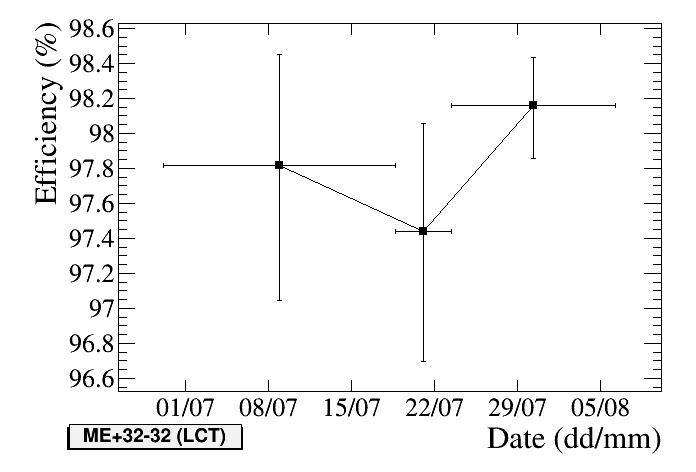 Efficiency (%)
98.6
98.4
98.2
98
97.8
97.6
97.4
97.2
97
96.8
96.6
01/07 08/07 15/07 22/07 29/07 05/08
ME+32-32 (LCT)
Date (dd/mm)